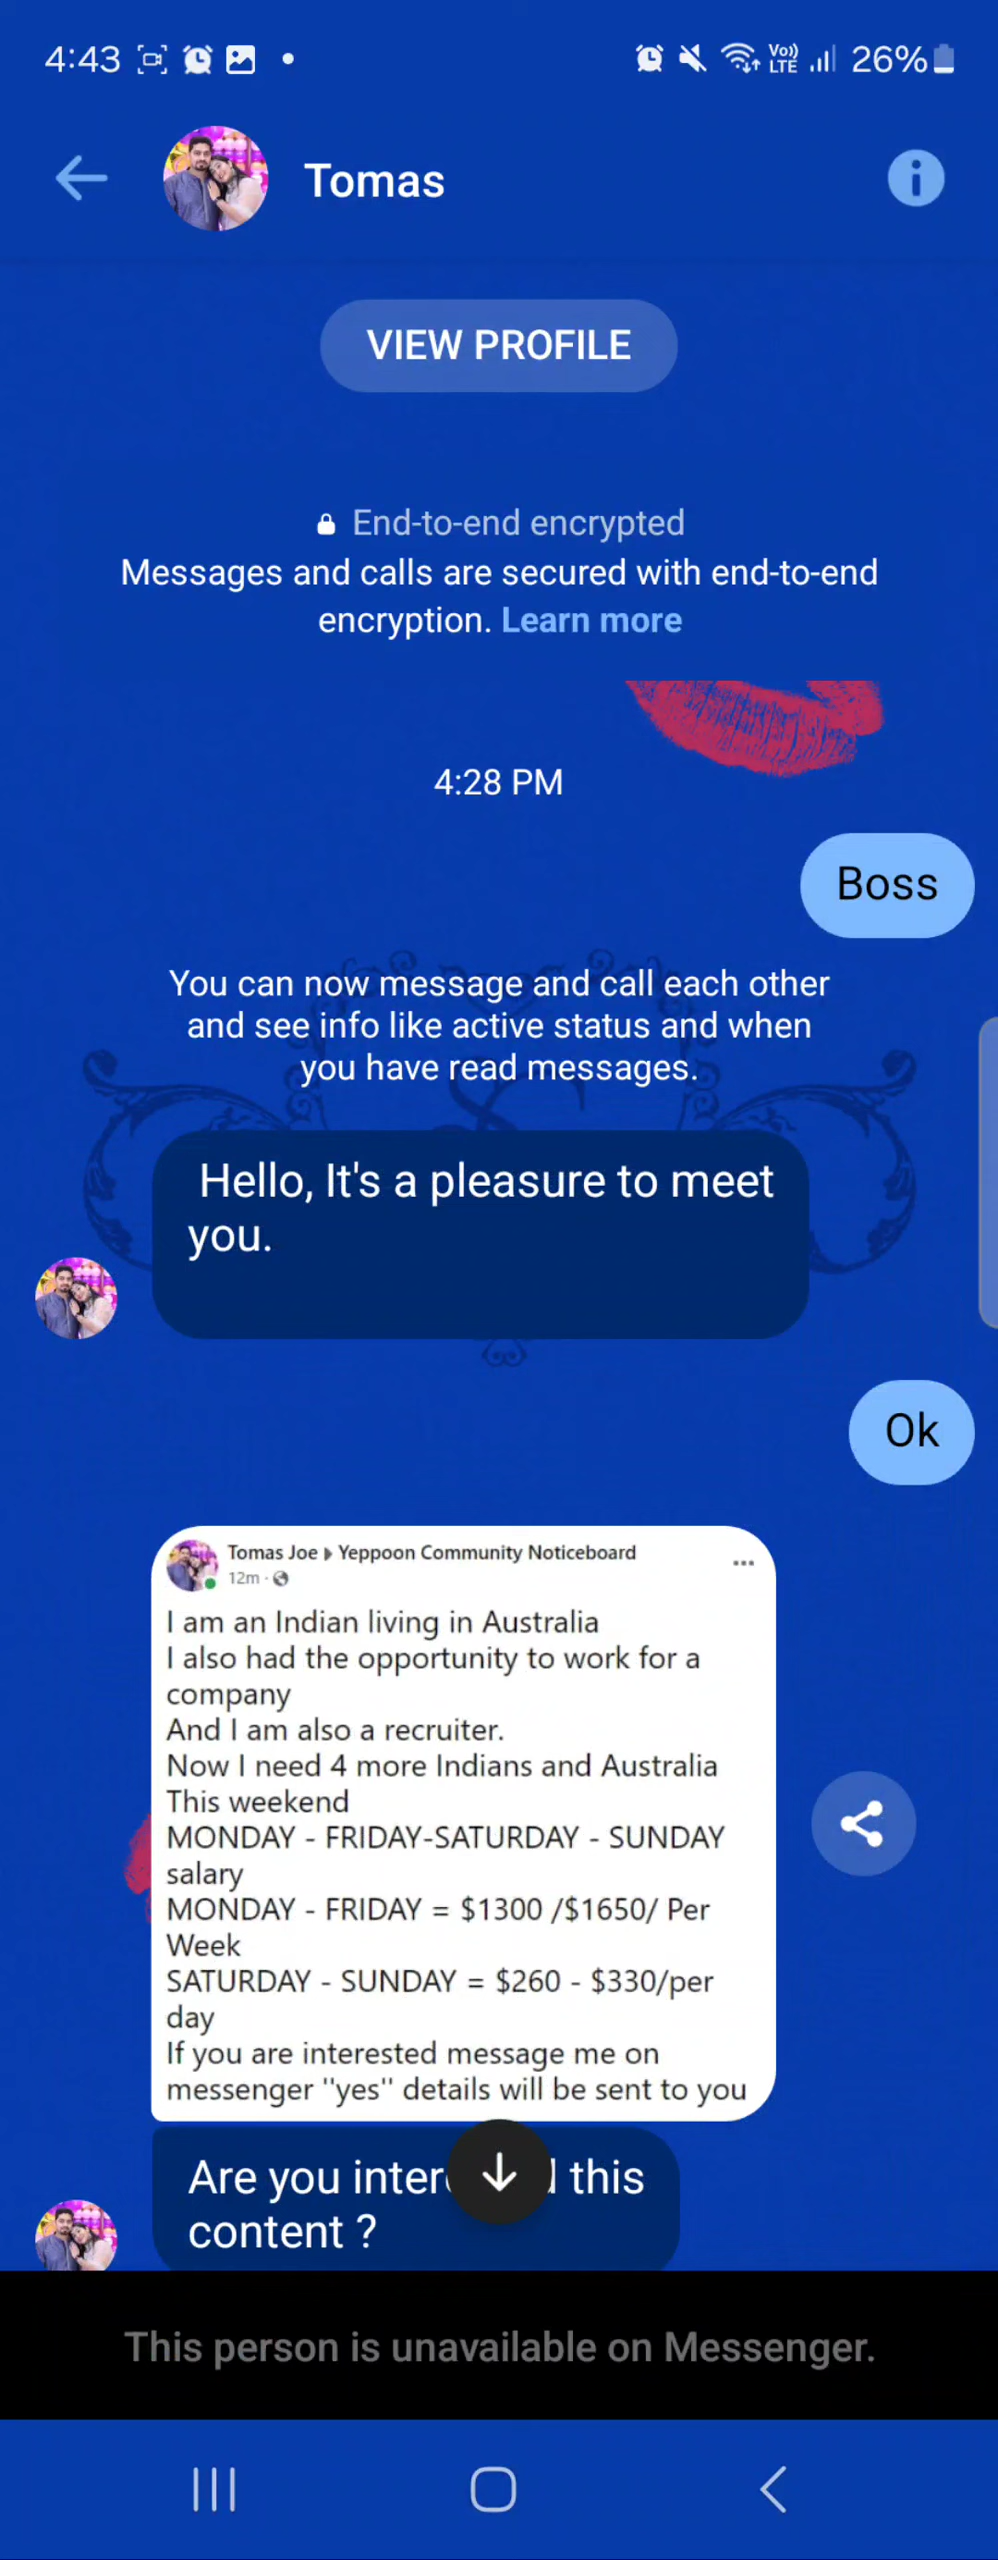 4:43
Vo))
LTE
26%
Tomas
VIEW PROFILE
End-to-end encrypted
Messages and calls are secured with end-to-end
encryption. Learn more
4:28 PM
Boss
You can now message and call each other
and see info like active status and when
you have read messages.
Hello, It's a pleasure to meet
you.
Ok
Tomas Joe Yeppoon Community Noticeboard
12m ·
I am an Indian living in Australia
I also had the opportunity to work for a
company
And I am also a recruiter.
Now I need 4 more Indians and Australia
This weekend
MONDAY - FRIDAY-SATURDAY - SUNDAY
salary
MONDAY - FRIDAY = $1300 /$1650/ Per
Week
SATURDAY - SUNDAY = $260 - $330/per
day
If you are interested message me on
messenger "yes" details will be sent to you
Are you this
content ?
This person is unavailable on Messenger.